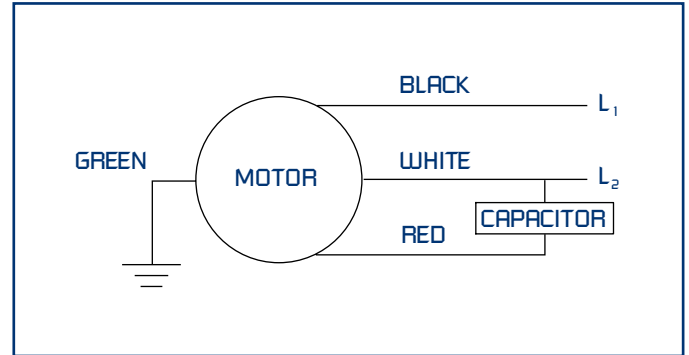 BLACK
L₁
GREEN
MOTOR
WHITE
L₂
CAPACITOR
RED